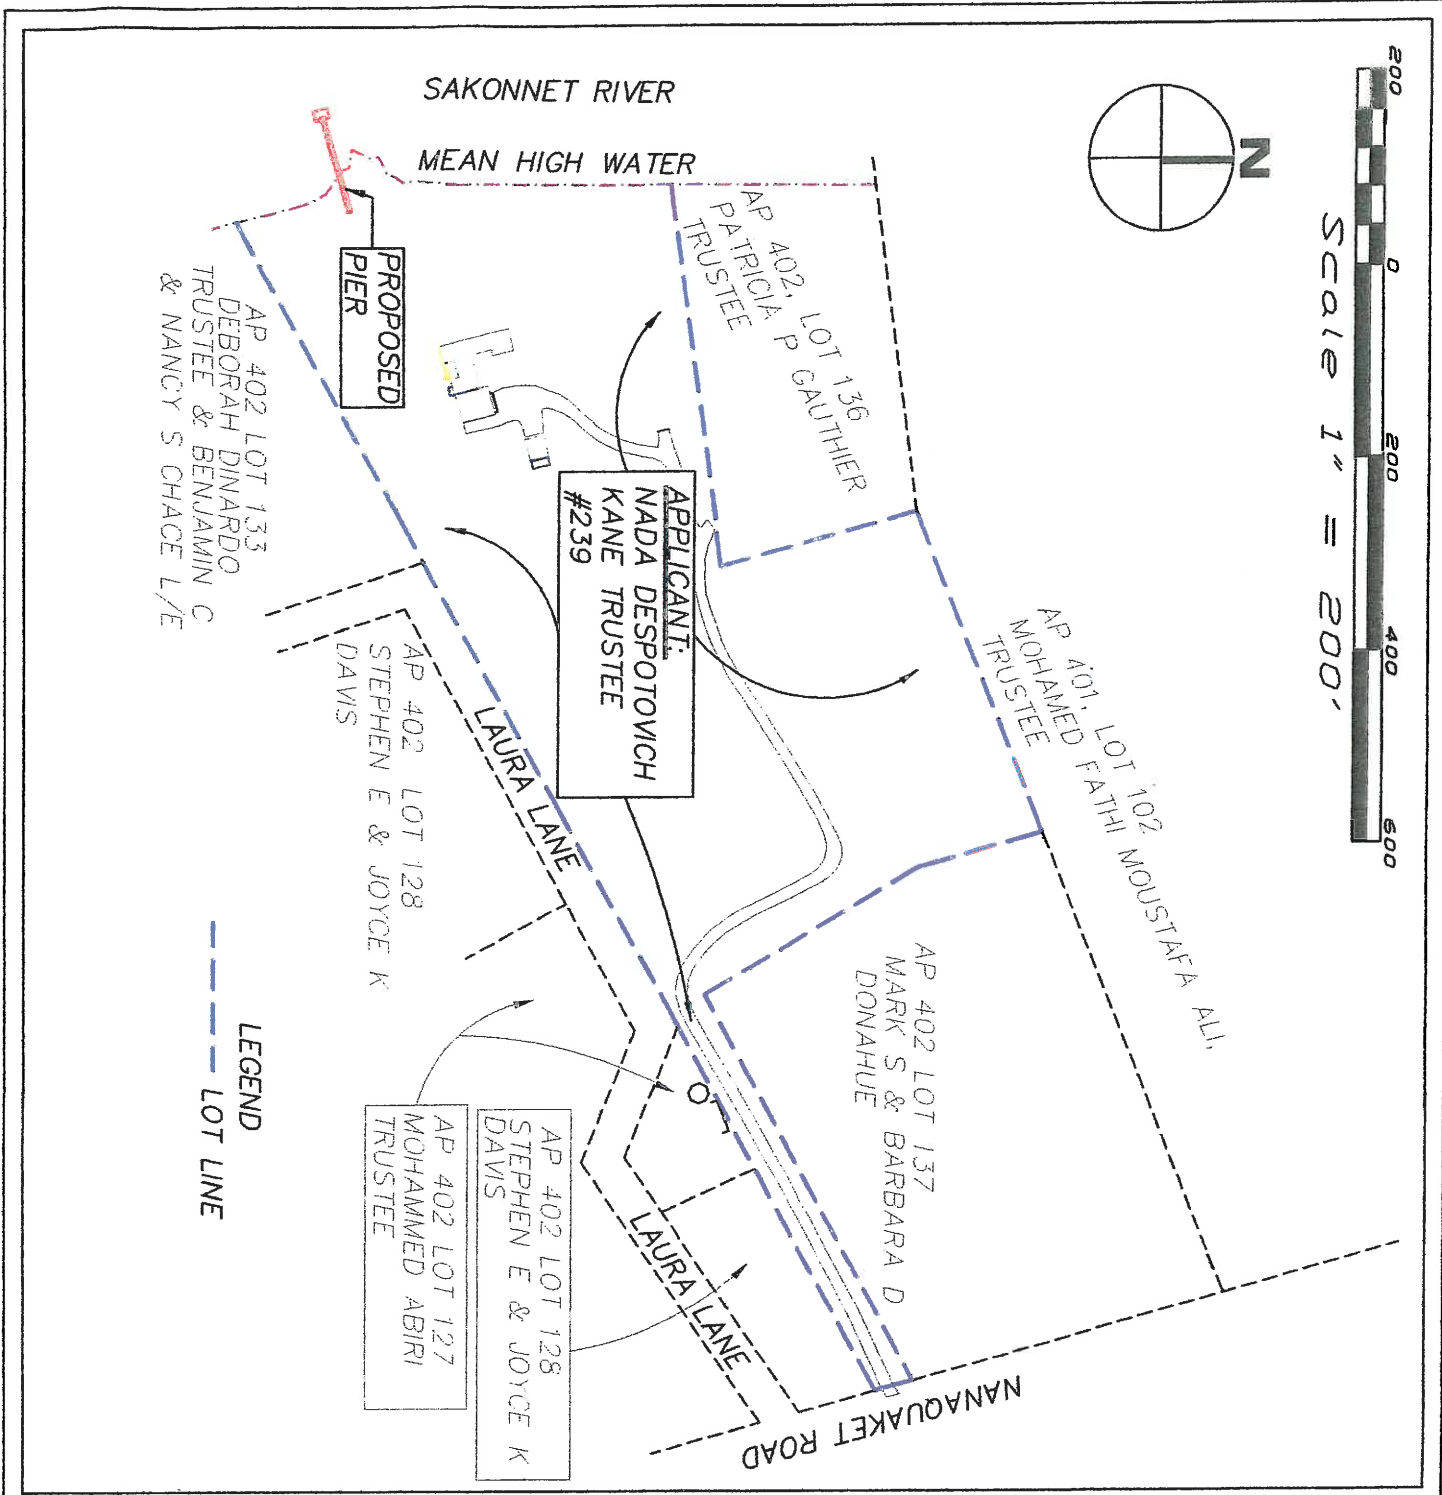 SAKONNET RIVER
MEAN HIGH WATER
200 0 200 400 600
Scale 1" = 200'
N
AP 402, LOT 136
PATRICIA P GAUTHIER
TRUSTEE
PROPOSED
PIER
AP 402 LOT 133
DEBORAH DINARDO
TRUSTEE & BENJAMIN C
& NANCY S CHACE L/E
APPLICANT:
NADA DESPOTOVICH
KANE TRUSTEE
#239
AP 401, LOT 102
MOHAMED FATHI MOUSTAFA ALI,
TRUSTEE
AP 402 LOT 128
STEPHEN E & JOYCE K
DAVIS
LAURA LANE
AP 402 LOT 137
MARK S & BARBARA D
DONAHUE
AP 402 LOT 128
STEPHEN E & JOYCE K
DAVIS
AP 402 LOT 127
MOHAMMED ABIRI
TRUSTEE
LAURA LANE
NANAQUAKET ROAD
LEGEND
LOT LINE